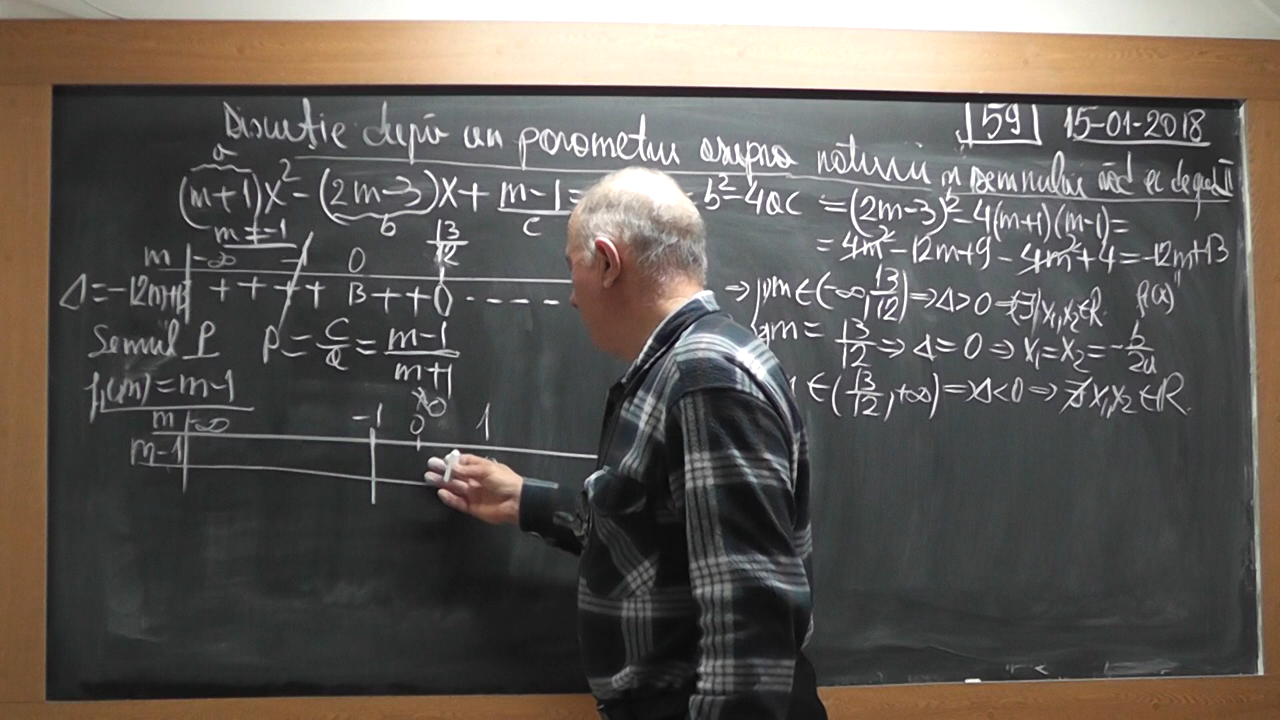 59 15-01-2018
Discuție după un parametru asupra naturii și semnului răd ec de grad II
a
(m+1)x² - (2m-3)x + m-1 = b²-4ac = (2m-3)² - 4(m+1)(m-1) =
b c
m ≠ -1
= 4m² - 12m + 9 - 4m² + 4 = -12m + 13
m -∞ -1 0 13/12
Δ = -12m+13 + + + + 13 + + 0 - - - -
⇒ 1) m ∈ (-∞, 13/12) ⇒ Δ > 0 ⇒ (∃) x₁, x₂ ∈ R
2) m = 13/12 ⇒ Δ = 0 ⇒ x₁ = x₂ = -b/2a
∈ (13/12, +∞) ⇒ Δ < 0 ⇒ ∄ x₁, x₂ ∈ R
Semnul P P = c/a = m-1/m+1
f₁(m) = m-1
m -∞ -1 0 1
m-1